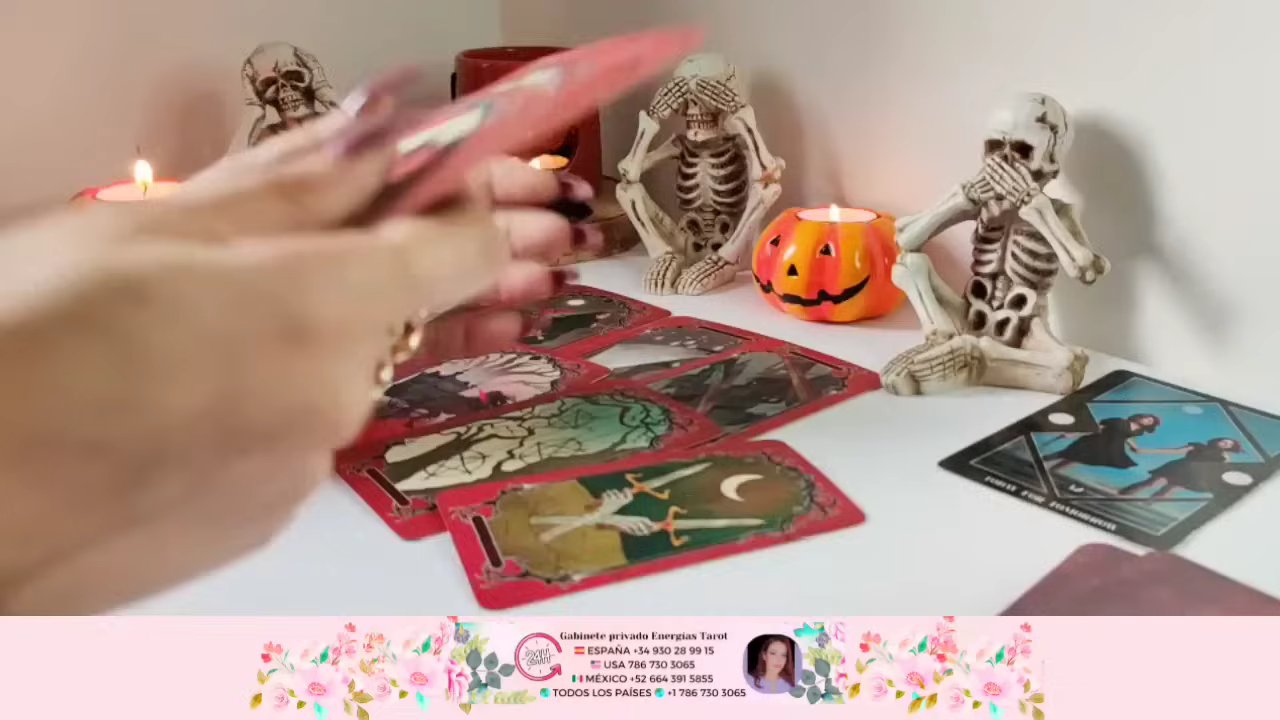 Gabinete privado Energías Tarot
ESPAÑA +34 930 28 99 15
USA 786 730 3065
MÉXICO +52 664 391 5855
TODOS LOS PAÍSES +1 786 730 3065
24H